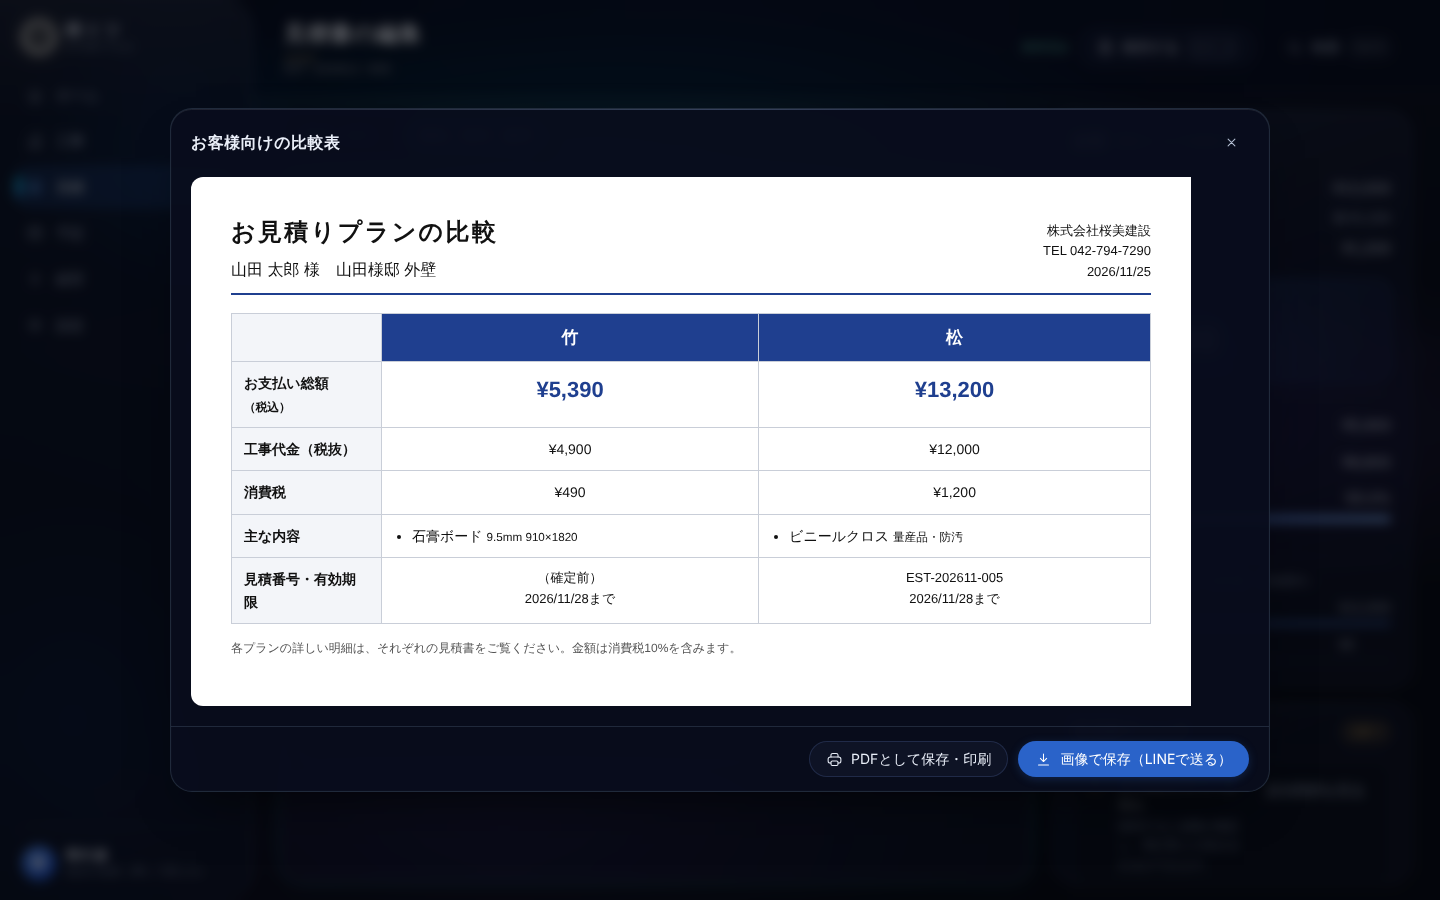 お客様向けの比較表
×
お見積りプランの比較
山田 太郎 様　山田様邸 外壁
株式会社桜美建設
TEL 042-794-7290
2026/11/25
竹 松
お支払い総額
（税込）
¥5,390 ¥13,200
工事代金（税抜） ¥4,900 ¥12,000
消費税 ¥490 ¥1,200
主な内容 • 石膏ボード 9.5mm 910×1820 • ビニールクロス 量産品・防汚
見積番号・有効期限
（確定前） EST-202611-005
2026/11/28まで 2026/11/28まで
各プランの詳しい明細は、それぞれの見積書をご覧ください。金額は消費税10%を含みます。
PDFとして保存・印刷 画像で保存（LINEで送る）